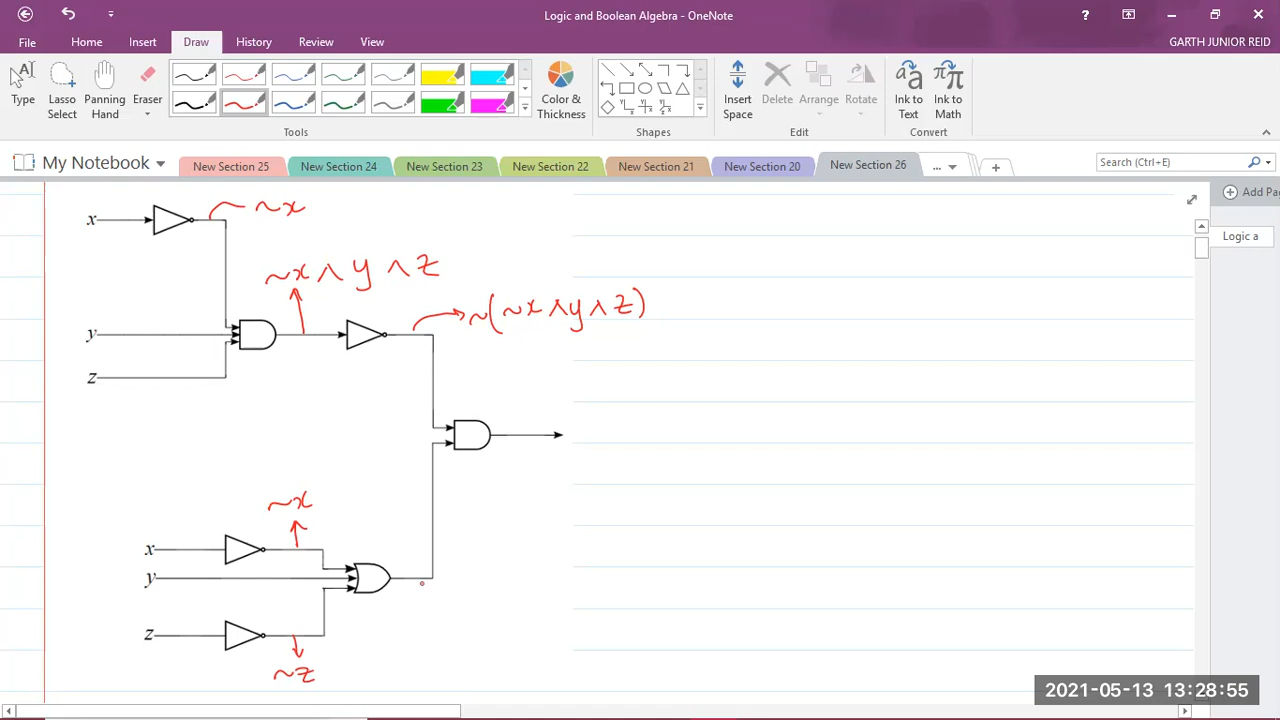 Logic and Boolean Algebra - OneNote
?
File Home Insert Draw History Review View
GARTH JUNIOR REID
Type
Lasso Select
Panning Hand
Eraser
Color & Thickness
Insert Space
Delete
Arrange
Rotate
Ink to Text
Ink to Math
Tools
Shapes
Edit
Convert
My Notebook
New Section 25
New Section 24
New Section 23
New Section 22
New Section 21
New Section 20
New Section 26
...
Search (Ctrl+E)
Add Pag
Logic a
x
~x
~x ∧ y ∧ z
~(~x ∧ y ∧ z)
y
z
~x
x
y
z
~z
2021-05-13 13:28:55